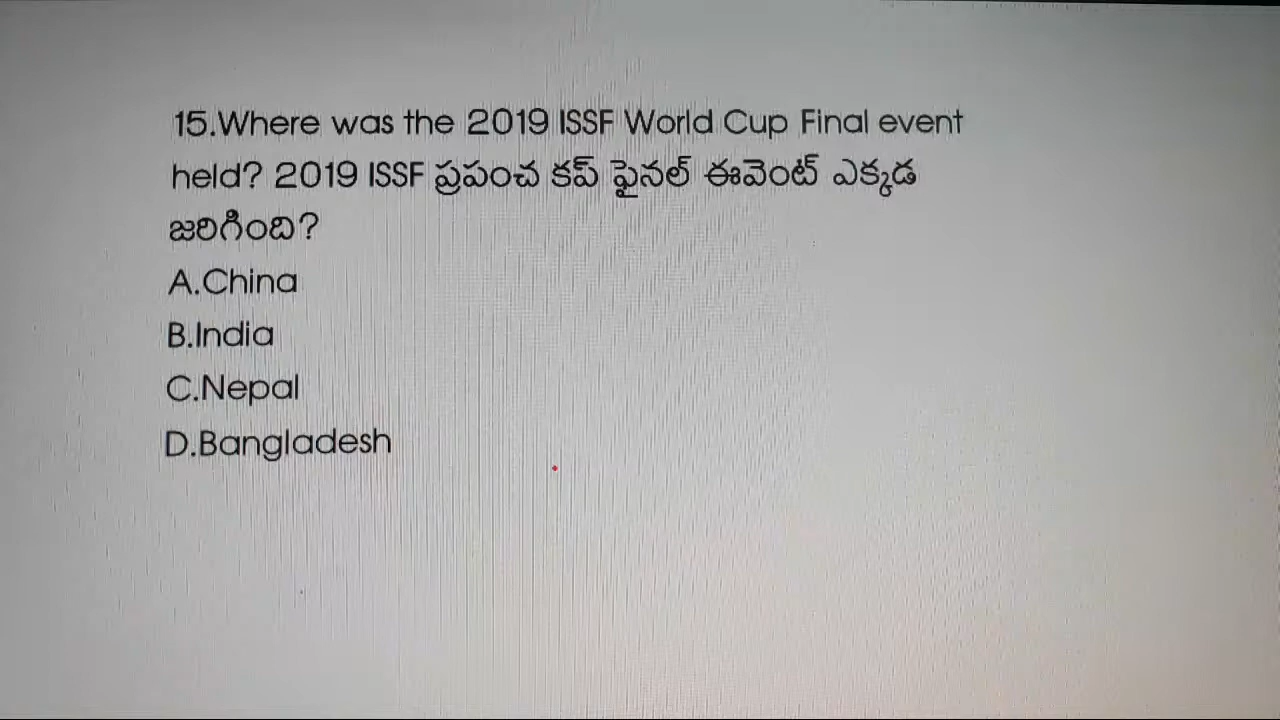 15.Where was the 2019 ISSF World Cup Final event
held? 2019 ISSF ప్రపంచ కప్ ఫైనల్ ఈవెంట్ ఎక్కడ
జరిగింది?
A.China
B.India
C.Nepal
D.Bangladesh